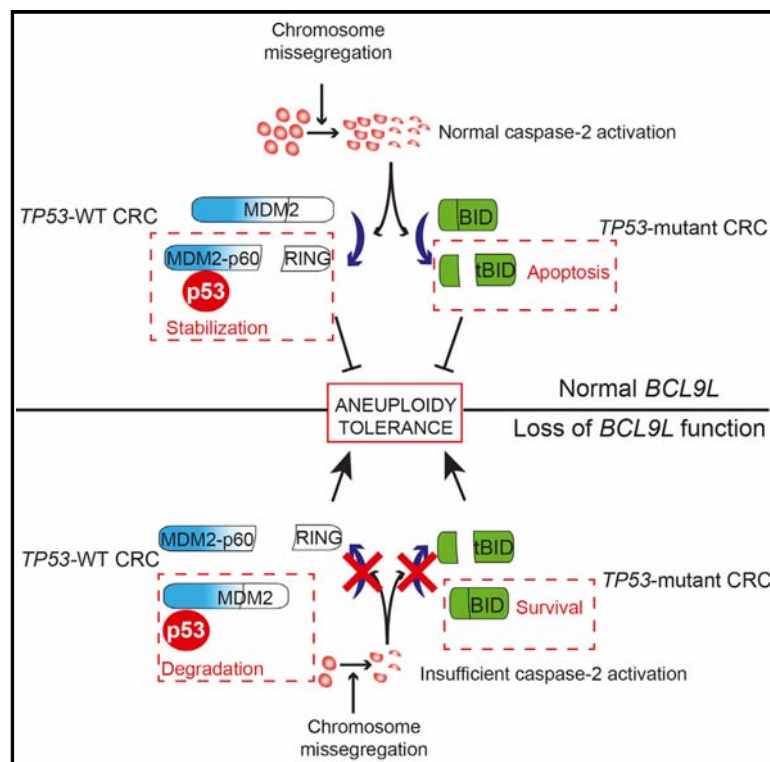 Chromosome
missegregation
Normal caspase-2 activation
TP53-WT CRC
MDM2
BID
TP53-mutant CRC
MDM2-p60
RING
tBID
Apoptosis
p53
Stabilization
Normal BCL9L
ANEUPLOIDY
TOLERANCE
Loss of BCL9L function
TP53-WT CRC
MDM2-p60
RING
tBID
TP53-mutant CRC
MDM2
BID
Survival
p53
Degradation
Insufficient caspase-2 activation
Chromosome
missegregation